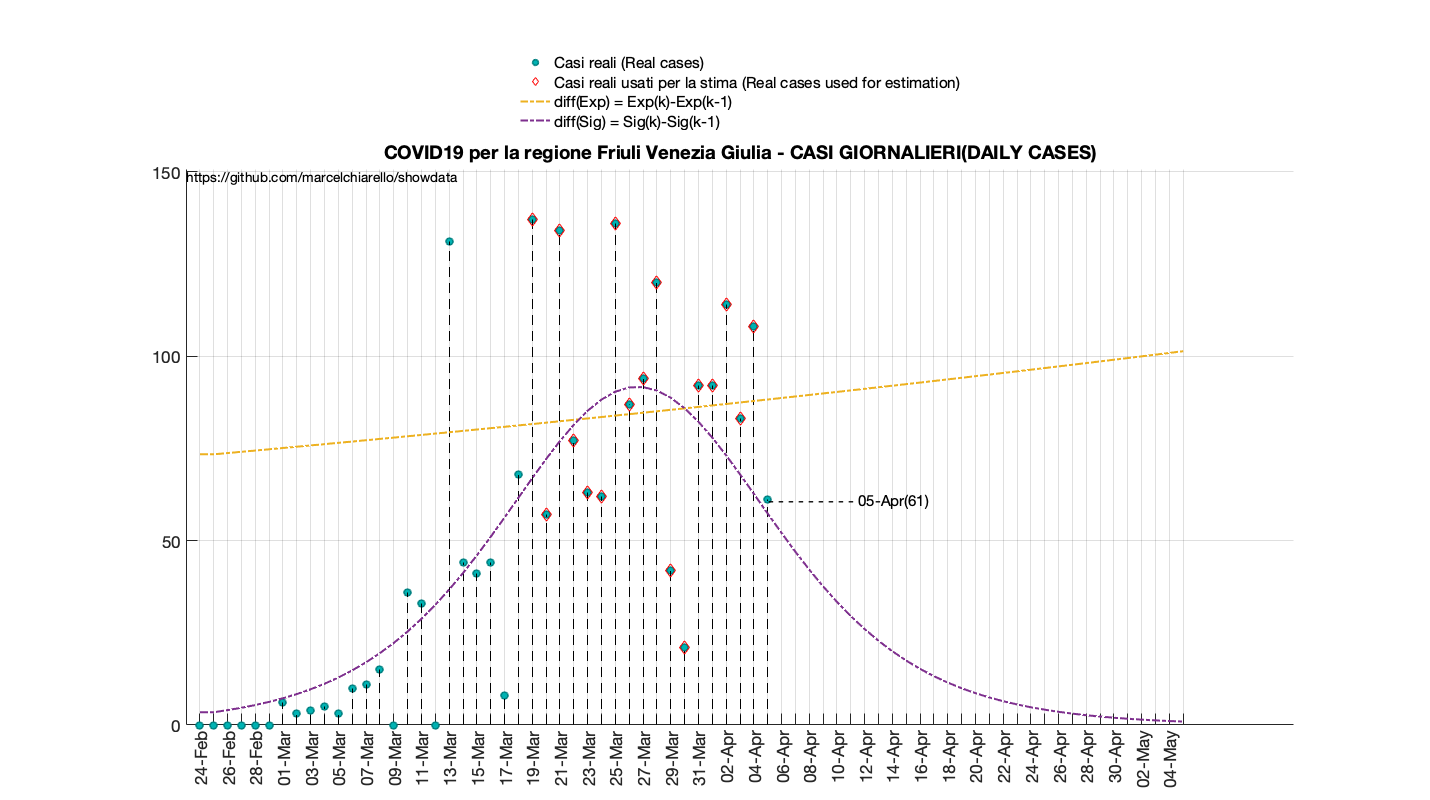 Casi reali (Real cases)
Casi reali usati per la stima (Real cases used for estimation)
diff(Exp) = Exp(k)-Exp(k-1)
diff(Sig) = Sig(k)-Sig(k-1)
COVID19 per la regione Friuli Venezia Giulia - CASI GIORNALIERI(DAILY CASES)
150
https://github.com/marcelchiarello/showdata
100
05-Apr(61)
50
0
24-Feb
26-Feb
28-Feb
01-Mar
03-Mar
05-Mar
07-Mar
09-Mar
11-Mar
13-Mar
15-Mar
17-Mar
19-Mar
21-Mar
23-Mar
25-Mar
27-Mar
29-Mar
31-Mar
02-Apr
04-Apr
06-Apr
08-Apr
10-Apr
12-Apr
14-Apr
16-Apr
18-Apr
20-Apr
22-Apr
24-Apr
26-Apr
28-Apr
30-Apr
02-May
04-May